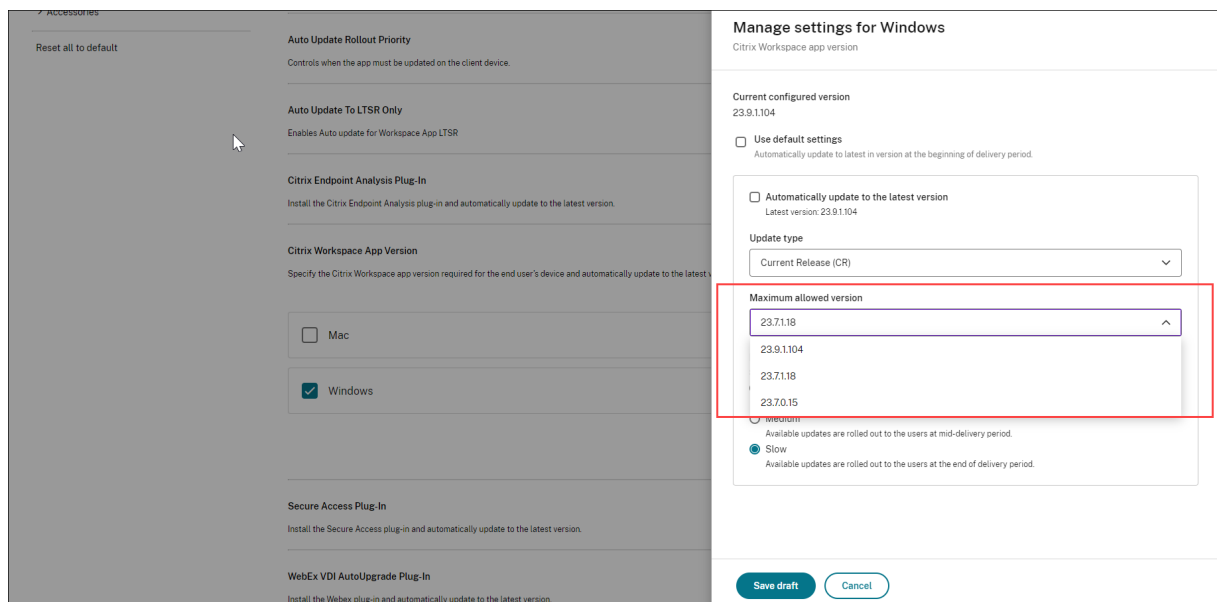 Accessories
Reset all to default
Auto Update Rollout Priority
Controls when the app must be updated on the client device.
Auto Update To LTSR Only
Enables Auto update for Workspace App LTSR
Citrix Endpoint Analysis Plug-In
Install the Citrix Endpoint Analysis plug-in and automatically update to the latest version.
Citrix Workspace App Version
Specify the Citrix Workspace app version required for the end user's device and automatically update to the latest v
Mac
Windows
Secure Access Plug-In
Install the Secure Access plug-in and automatically update to the latest version.
WebEx VDI AutoUpgrade Plug-In
Install the Webex plug-in and automatically update to the latest version.
Manage settings for Windows
Citrix Workspace app version
Current configured version
23.9.1.104
Use default settings
Automatically update to latest in version at the beginning of delivery period.
Automatically update to the latest version
Latest version: 23.9.1.104
Update type
Current Release (CR)
Maximum allowed version
23.7.1.18
23.9.1.104
23.7.1.18
23.7.0.15
Medium
Available updates are rolled out to the users at mid-delivery period.
Slow
Available updates are rolled out to the users at the end of delivery period.
Save draft
Cancel